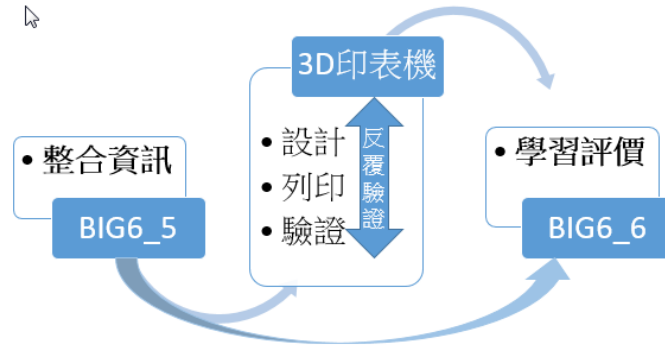 • 整合資訊
BIG6_5
3D印表機
• 設計
• 列印
• 驗證
反覆驗證
• 學習評價
BIG6_6